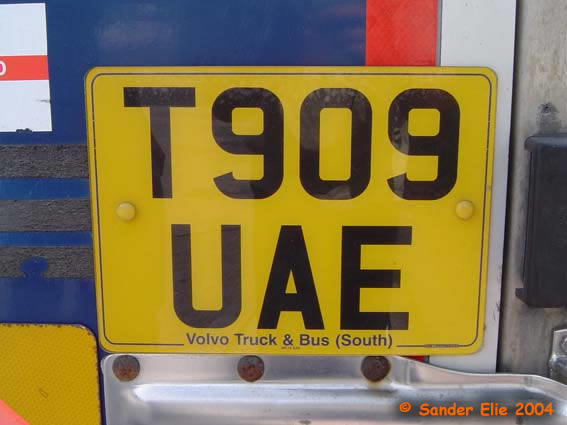 T909
UAE
Volvo Truck & Bus (South)
© Sander Elie 2004